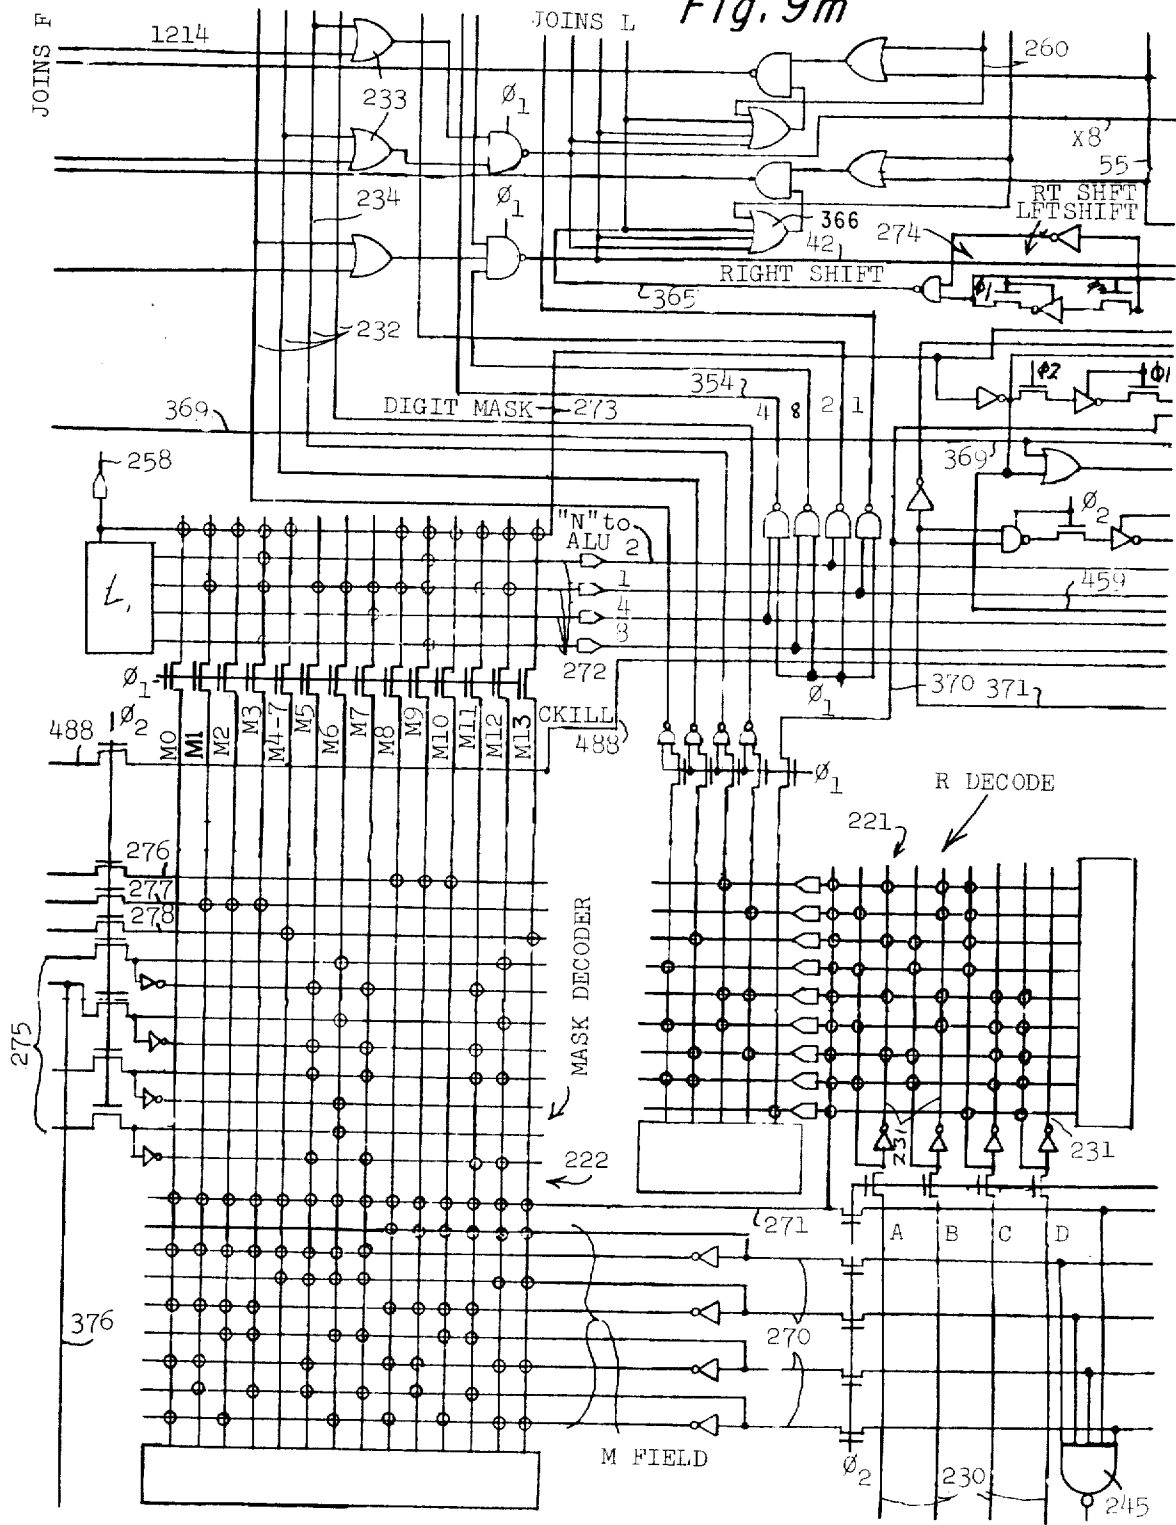 Fig. 9m
JOINS F
1214
JOINS L
260
233
Ø1
X8'
55
234
Ø1
RT SHFT
LFTSHIFT
366
42
274
RIGHT SHIFT
365
Ø1
232
354
Φ2
Φ1
DIGIT MASK
273
4
8
2
1
369
369
258
"N" to
ALU
2
Ø2
1
4
8
459
272
Ø1
Ø1
370
371
M0
M1
M2
M3
M4-7
M5
M6
M7
M8
M9
M10
M11
M12
M13
CKILL
488
Ø2
488
Ø1
R DECODE
221
276
277
278
MASK DECODER
275
231
231
222
271
A
B
C
D
376
270
M FIELD
Ø2
230
245